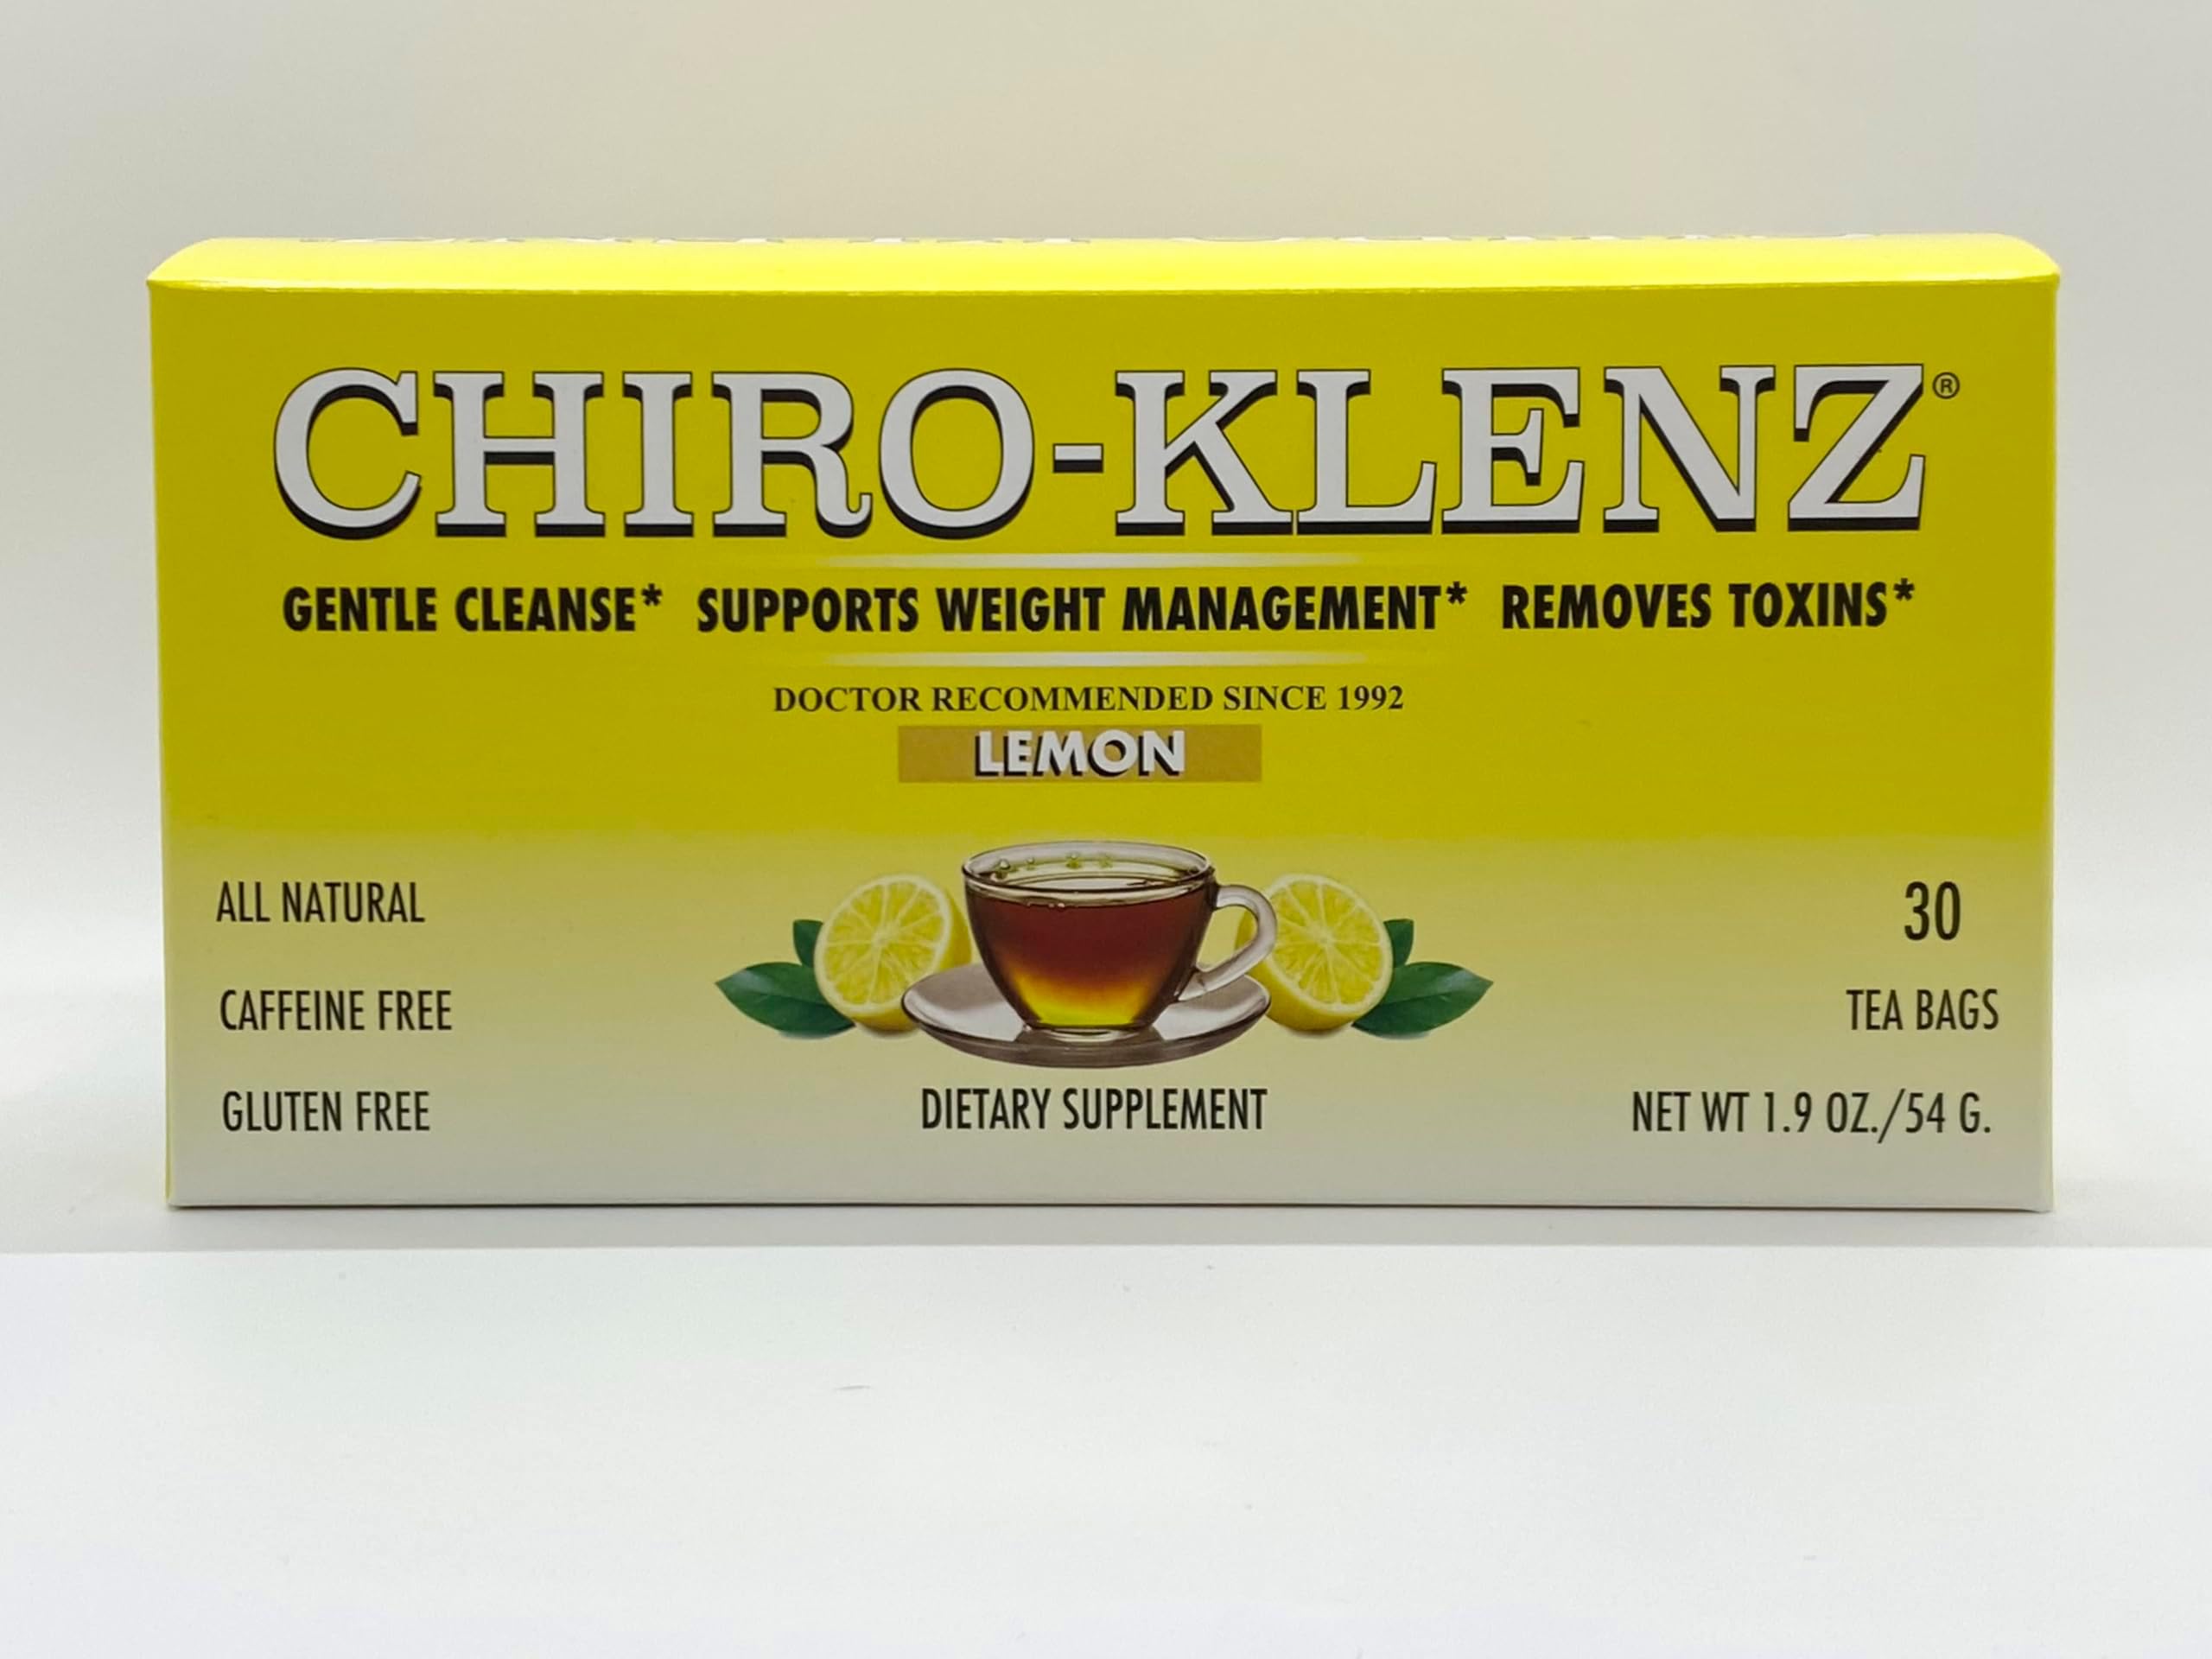 CHIRO-KLENZ®
GENTLE CLEANSE* SUPPORTS WEIGHT MANAGEMENT* REMOVES TOXINS*
DOCTOR RECOMMENDED SINCE 1992
LEMON
ALL NATURAL
CAFFEINE FREE
GLUTEN FREE
DIETARY SUPPLEMENT
30
TEA BAGS
NET WT 1.9 OZ./54 G.